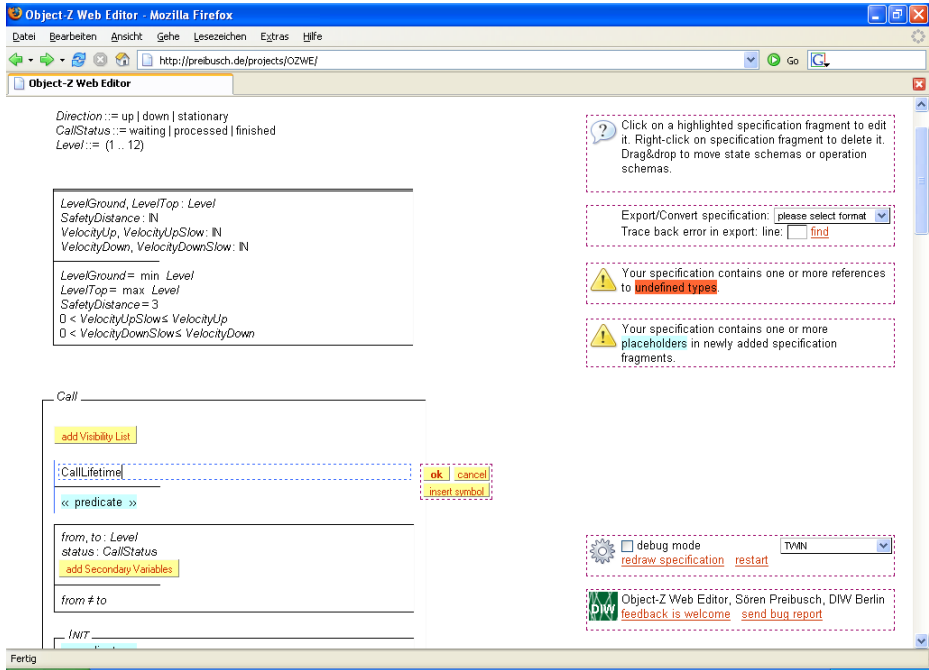 Object-Z Web Editor - Mozilla Firefox
Datei Bearbeiten Ansicht Gehe Lesezeichen Extras Hilfe
http://preibusch.de/projects/OZWE/ Go G
Object-Z Web Editor
Direction ::= up | down | stationary
CallStatus ::= waiting | processed | finished
Level ::= (1 .. 12)
LevelGround, LevelTop : Level
SafetyDistance : ℕ
VelocityUp, VelocityUpSlow : ℕ
VelocityDown, VelocityDownSlow : ℕ
LevelGround = min Level
LevelTop = max Level
SafetyDistance = 3
0 < VelocityUpSlow ≤ VelocityUp
0 < VelocityDownSlow ≤ VelocityDown
Call
add Visibility List
CallLifetime
ok cancel
insert symbol
« predicate »
from, to : Level
status : CallStatus
add Secondary Variables
from ≠ to
INIT
Click on a highlighted specification fragment to edit
it. Right-click on specification fragment to delete it.
Drag&drop to move state schemas or operation
schemas.
Export/Convert specification: please select format
Trace back error in export: line: find
Your specification contains one or more references
to undefined types.
Your specification contains one or more
placeholders in newly added specification
fragments.
debug mode TWIN
redraw specification restart
DIW
Object-Z Web Editor, Sören Preibusch, DIW Berlin
feedback is welcome send bug report
Fertig